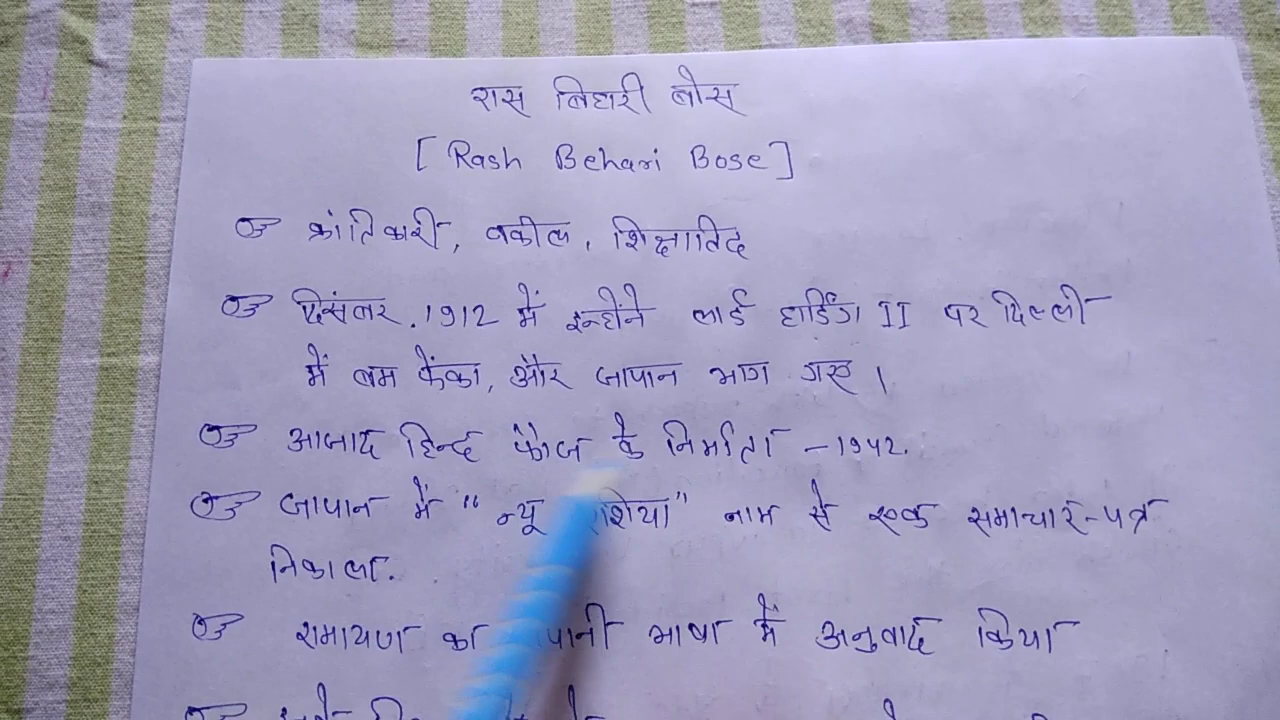 रास बिहारी बोस
[Rash Behari Bose]
क्रांतिकारी, वकील, शिक्षाविद
दिसंबर.1912 में इन्होंने लार्ड हार्डिंग II पर दिल्ली
में बम फेंका, और जापान भाग गए।
आजाद हिन्द फौज के निर्माता - 1942.
जापान में "न्यू एशिया" नाम से एक समाचार-पत्र
निकाला.
रामायण का भाषा में अनुवाद किया